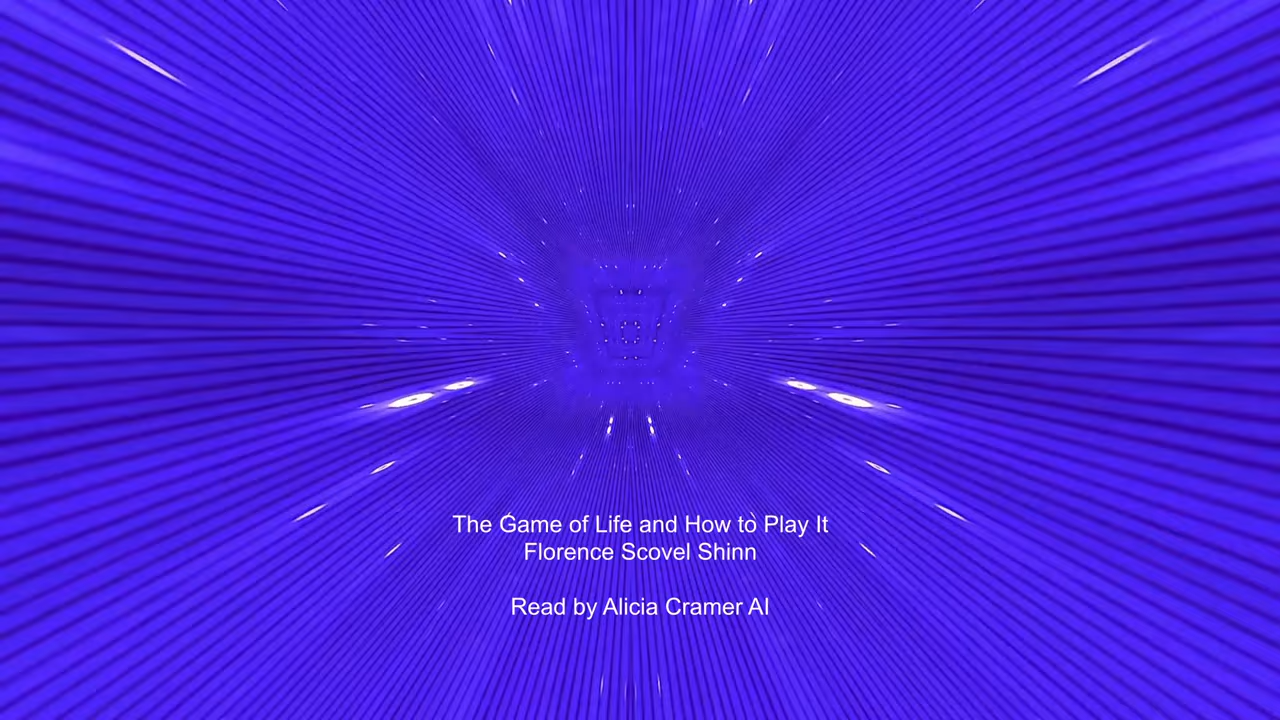 The Game of Life and How to Play It
Florence Scovel Shinn
Read by Alicia Cramer AI